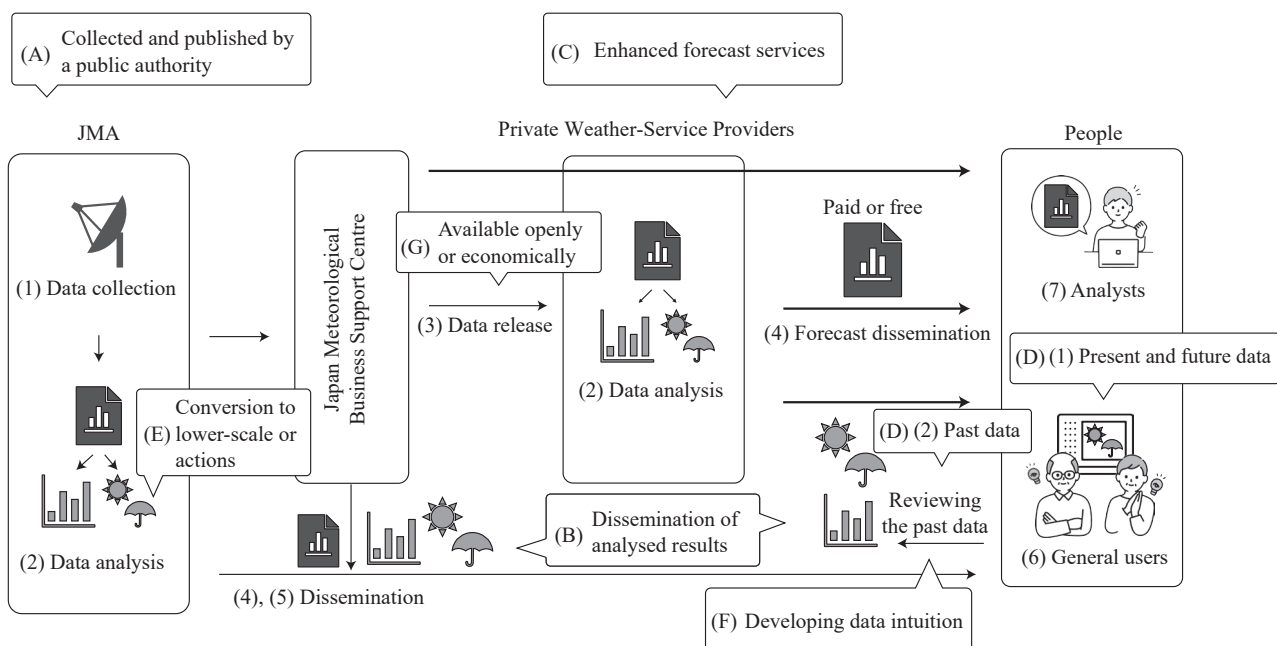 (A) Collected and published by
a public authority
(C) Enhanced forecast services
JMA
Private Weather-Service Providers
People
(1) Data collection
Japan Meteorological
Business Support Centre
(G) Available openly
or economically
(3) Data release
Paid or free
(4) Forecast dissemination
(7) Analysts
(2) Data analysis
(D) (1) Present and future data
Conversion to
(E) lower-scale or
actions
(D) (2) Past data
(2) Data analysis
(B) Dissemination of
analysed results
Reviewing
the past data
(6) General users
(4), (5) Dissemination
(F) Developing data intuition